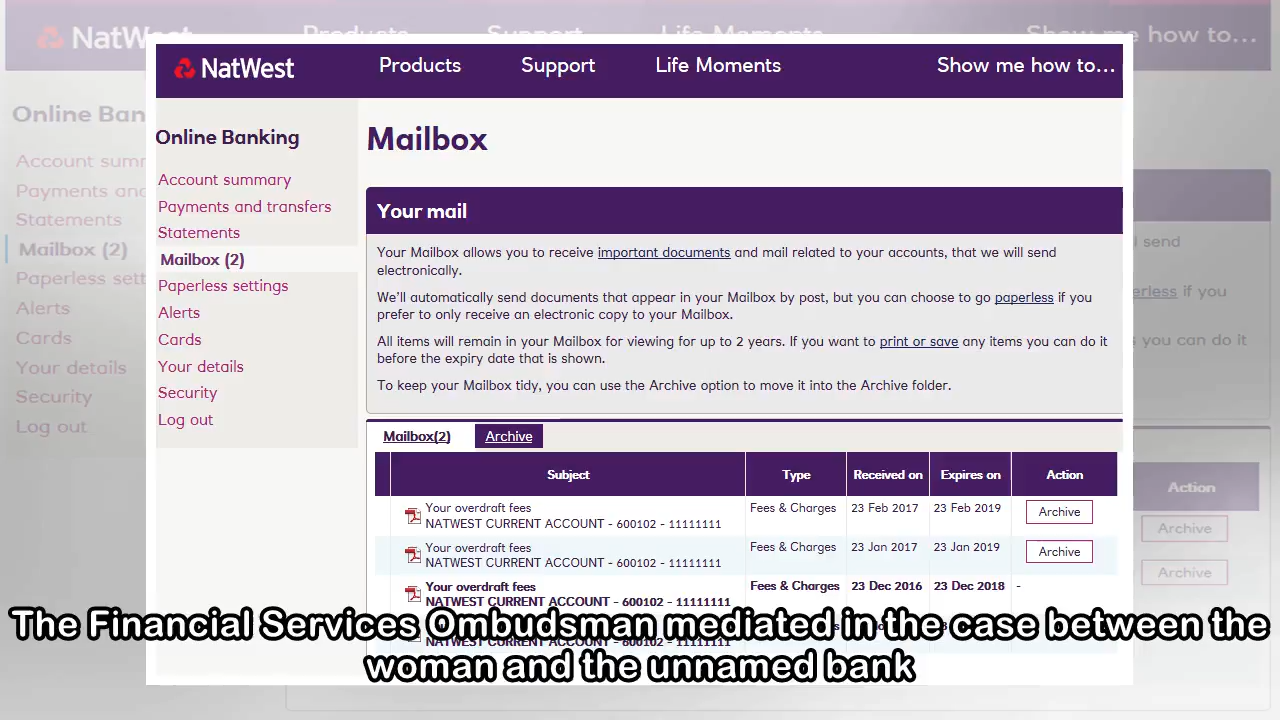 NatWest
Products
Support
Life Moments
Show me how to...
Online Banking
Account summary
Payments and transfers
Statements
Mailbox (2)
Paperless settings
Alerts
Cards
Your details
Security
Log out
Mailbox
Your mail
Your Mailbox allows you to receive important documents and mail related to your accounts, that we will send
electronically.
We'll automatically send documents that appear in your Mailbox by post, but you can choose to go paperless if you
prefer to only receive an electronic copy to your Mailbox.
All items will remain in your Mailbox for viewing for up to 2 years. If you want to print or save any items you can do it
before the expiry date that is shown.
To keep your Mailbox tidy, you can use the Archive option to move it into the Archive folder.
Mailbox(2)
Archive
Subject Type Received on Expires on Action
Your overdraft fees Fees & Charges 23 Feb 2017 23 Feb 2019 Archive
NATWEST CURRENT ACCOUNT - 600102 - 11111111
Your overdraft fees Fees & Charges 23 Jan 2017 23 Jan 2019 Archive
NATWEST CURRENT ACCOUNT - 600102 - 11111111
Your overdraft fees Fees & Charges 23 Dec 2016 23 Dec 2018 -
NATWEST CURRENT ACCOUNT - 600102 - 11111111
NATWEST CURRENT ACCOUNT - 600102 - 11111111
The Financial Services Ombudsman mediated in the case between the
woman and the unnamed bank